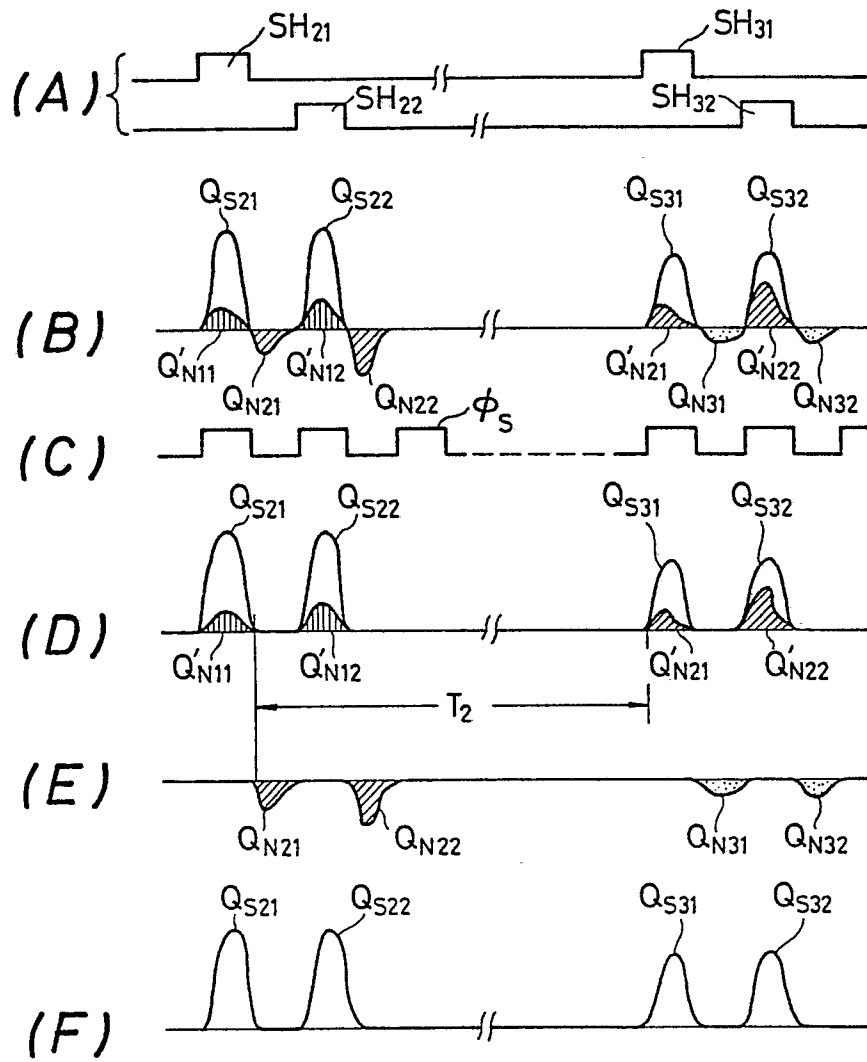 (A) SH21 SH31
SH22 SH32
QS21 QS22 QS31 QS32
(B)
Q'N11 Q'N12 Q'N21 Q'N22
QN21 QN22 QN31 QN32
(C) ϕS
QS21 QS22 QS31 QS32
(D)
Q'N11 Q'N12 Q'N21 Q'N22
T2
(E)
QN21 QN22 QN31 QN32
QS21 QS22 QS31 QS32
(F)